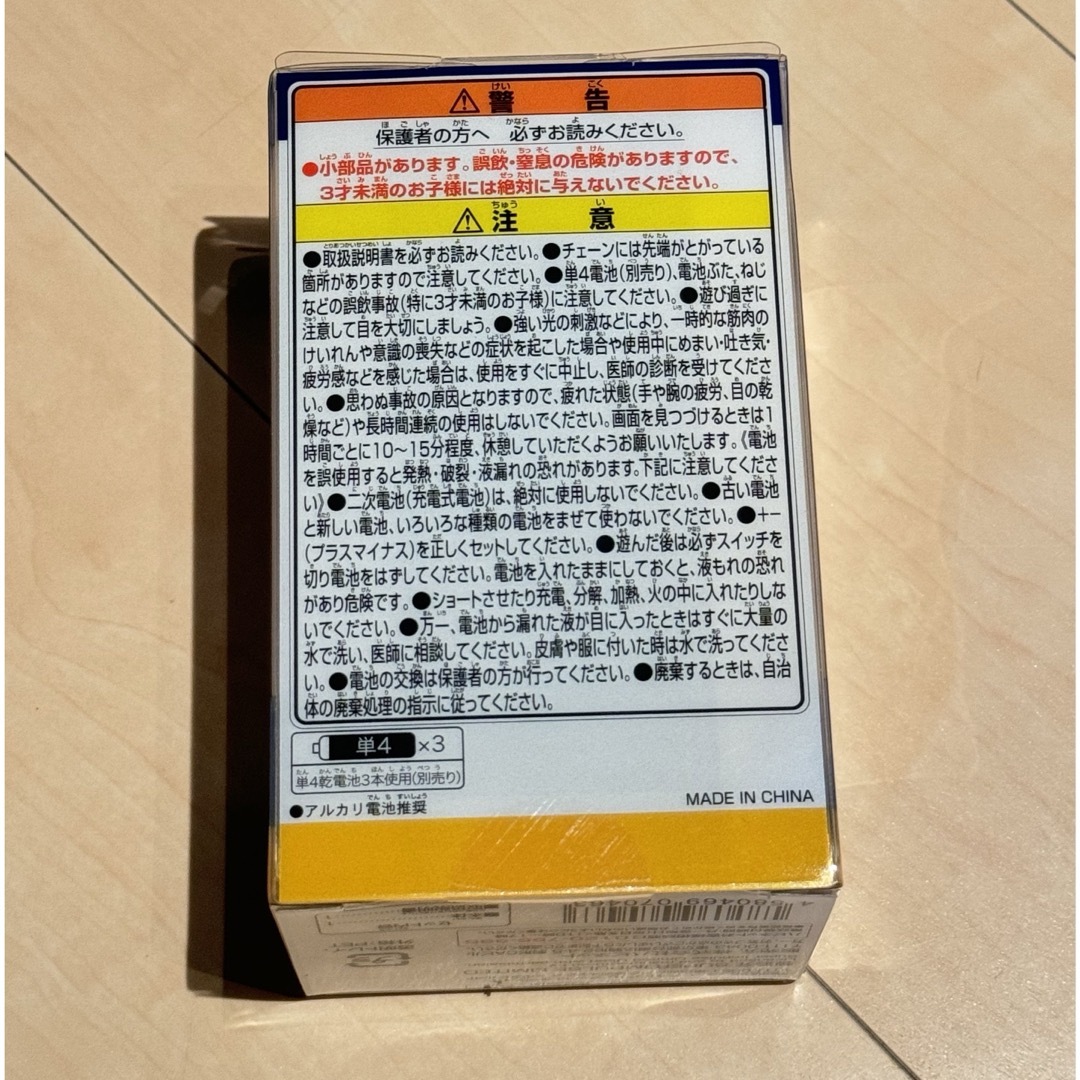 ⚠警告
保護者の方へ 必ずお読みください。
●小部品があります。誤飲・窒息の危険がありますので、
3才未満のお子様には絶対に与えないでください。
⚠注意
●取扱説明書を必ずお読みください。●チェーンには先端がとがっている
箇所がありますので注意してください。●単4電池(別売り)、電池ぶた、ねじ
などの誤飲事故(特に3才未満のお子様)に注意してください。●遊び過ぎに
注意して目を大切にしましょう。●強い光の刺激などにより、一時的な筋肉の
けいれんや意識の喪失などの症状を起こした場合や使用中にめまい・吐き気・
疲労感などを感じた場合は、使用をすぐに中止し、医師の診断を受けてくださ
い。●思わぬ事故の原因となりますので、疲れた状態(手や腕の疲労、目の乾
燥など)や長時間連続の使用はしないでください。画面を見つづけるときは1
時間ごとに10〜15分程度、休憩していただくようお願いいたします。《電池
を誤使用すると発熱・破裂・液漏れの恐れがあります。下記に注意してくださ
い》●二次電池(充電式電池)は、絶対に使用しないでください。●古い電池
と新しい電池、いろいろな種類の電池をまぜて使わないでください。●+−
(プラスマイナス)を正しくセットしてください。●遊んだ後は必ずスイッチを
切り電池をはずしてください。電池を入れたままにしておくと、液もれの恐れ
があり危険です。●ショートさせたり充電、分解、加熱、火の中に入れたりしな
いでください。●万一、電池から漏れた液が目に入ったときはすぐに大量の
水で洗い、医師に相談してください。皮膚や服に付いた時は水で洗ってくださ
い。●電池の交換は保護者の方が行ってください。●廃棄するときは、自治
体の廃棄処理の指示に従ってください。
単4×3
単4乾電池3本使用(別売り)
●アルカリ電池推奨
MADE IN CHINA
4580469070483
セット内容
外箱:PET